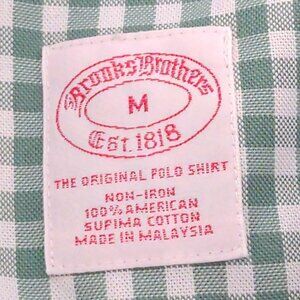 Brooks Brothers
M
Est. 1818
THE ORIGINAL POLO SHIRT
NON-IRON
100% AMERICAN
SUPIMA COTTON
MADE IN MALAYSIA